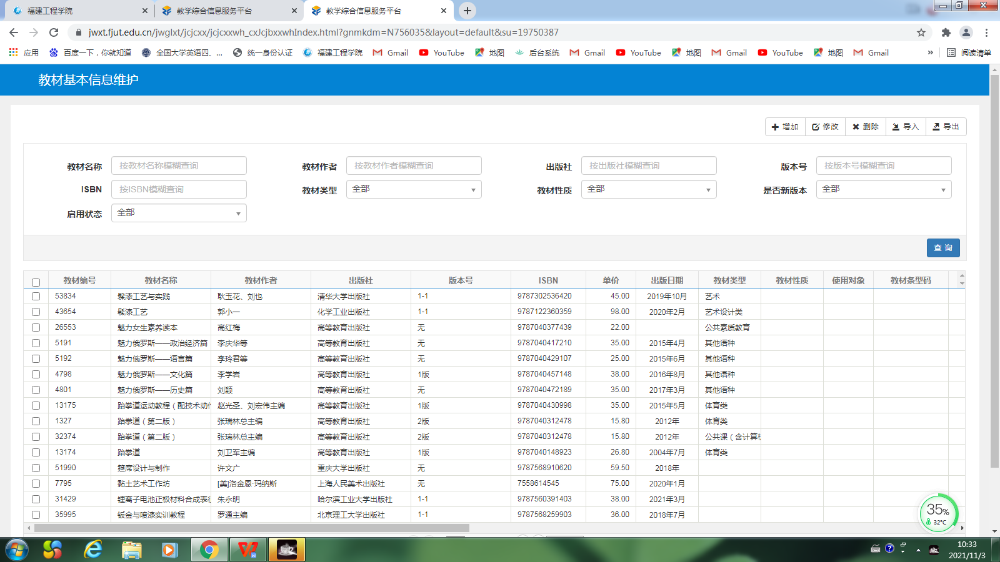 福建工程学院
教学综合信息服务平台
教学综合信息服务平台
jwxt.fjut.edu.cn/jwglxt/jcjcxx/jcjcxxwh_cxJcjbxxwhIndex.html?gnmkdm=N756035&layout=default&su=19750387
应用 百度一下，你就知道 全国大学英语四、... 统一身份认证 福建工程学院 Gmail YouTube 地图 后台系统 Gmail YouTube 地图 Gmail YouTube 地图 Gmail » 阅读清单
教材基本信息维护
增加 修改 删除 导入 导出
教材名称 按教材名称模糊查询 教材作者 按教材作者模糊查询 出版社 按出版社模糊查询 版本号 按版本号模糊查询
ISBN 按ISBN模糊查询 教材类型 全部 教材性质 全部 是否新版本 全部
启用状态 全部
查 询
教材编号 教材名称 教材作者 出版社 版本号 ISBN 单价 出版日期 教材类型 教材性质 使用对象 教材条型码
53834 髹漆工艺与实践 耿玉花、刘也 清华大学出版社 1-1 9787302536420 45.00 2019年10月 艺术
43654 髹漆工艺 郭小一 化学工业出版社 1-1 9787122360359 98.00 2020年2月 艺术设计类
26553 魅力女生素养读本 高红梅 高等教育出版社 无 9787040377439 22.00 公共素质教育
5191 魅力俄罗斯——政治经济篇 李庆华等 高等教育出版社 无 9787040417210 35.00 2015年4月 其他语种
5192 魅力俄罗斯——语言篇 李玲君等 高等教育出版社 无 9787040429107 25.00 2015年6月 其他语种
4798 魅力俄罗斯——文化篇 李学岩 高等教育出版社 1版 9787040457148 38.00 2016年8月 其他语种
4801 魅力俄罗斯——历史篇 刘颖 高等教育出版社 无 9787040472189 35.00 2017年3月 其他语种
13175 跆拳道运动教程（配技术动作 赵光圣、刘宏伟主编 高等教育出版社 1版 9787040430998 35.00 2015年5月 体育类
1327 跆拳道（第二版） 张瑞林总主编 高等教育出版社 2版 9787040312478 15.80 2012年 体育类
32374 跆拳道（第二版） 张瑞林总主编 高等教育出版社 2版 9787040312478 15.80 2012年 公共课（含计算机
13174 跆拳道 刘卫军主编 高等教育出版社 1版 9787040148923 26.80 2004年7月 体育类
51990 筵席设计与制作 许文广 重庆大学出版社 无 9787568910620 59.50 2018年
7795 黏土艺术工作坊 [美]洛金恩·玛纳斯 上海人民美术出版社 无 7558614545 75.00 2020年1月
31429 锂离子电池正极材料合成表征 朱永明 哈尔滨工业大学出版社 1-1 9787560391403 38.00 2021年3月
35995 钣金与喷漆实训教程 罗通主编 北京理工大学出版社 1-1 9787568259903 36.00 2018年7月
35%
32℃
10:33
2021/11/3